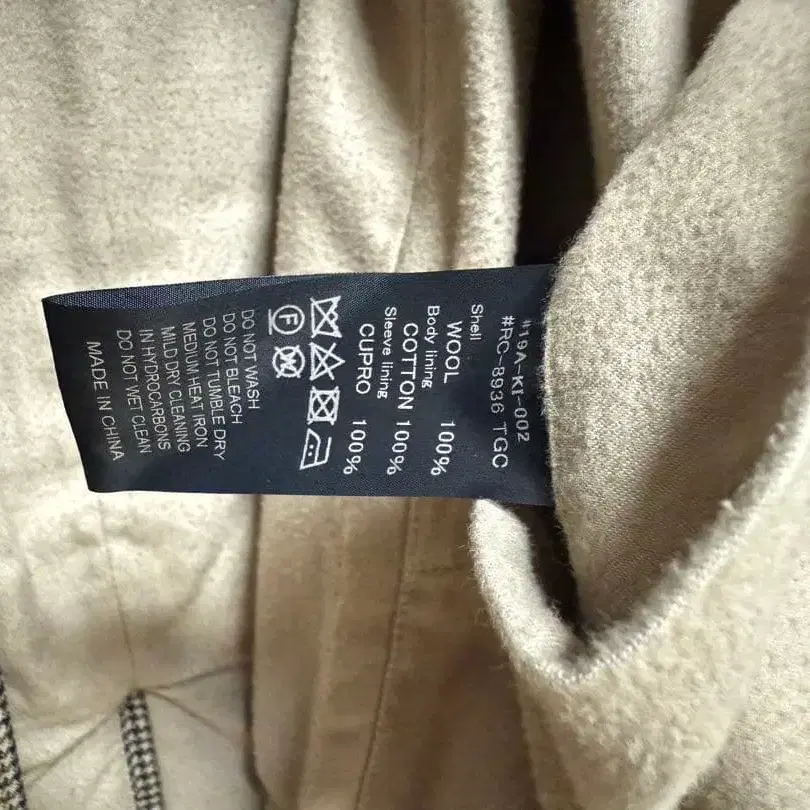 #19A-KI-002
#RC-8936 TGC
Shell
WOOL 100%
Body lining
COTTON 100%
Sleeve lining
CUPRO 100%
F
DO NOT WASH
DO NOT BLEACH
DO NOT TUMBLE DRY
MEDIUM HEAT IRON
MILD DRY CLEANING
IN HYDROCARBONS
DO NOT WET CLEAN
MADE IN CHINA